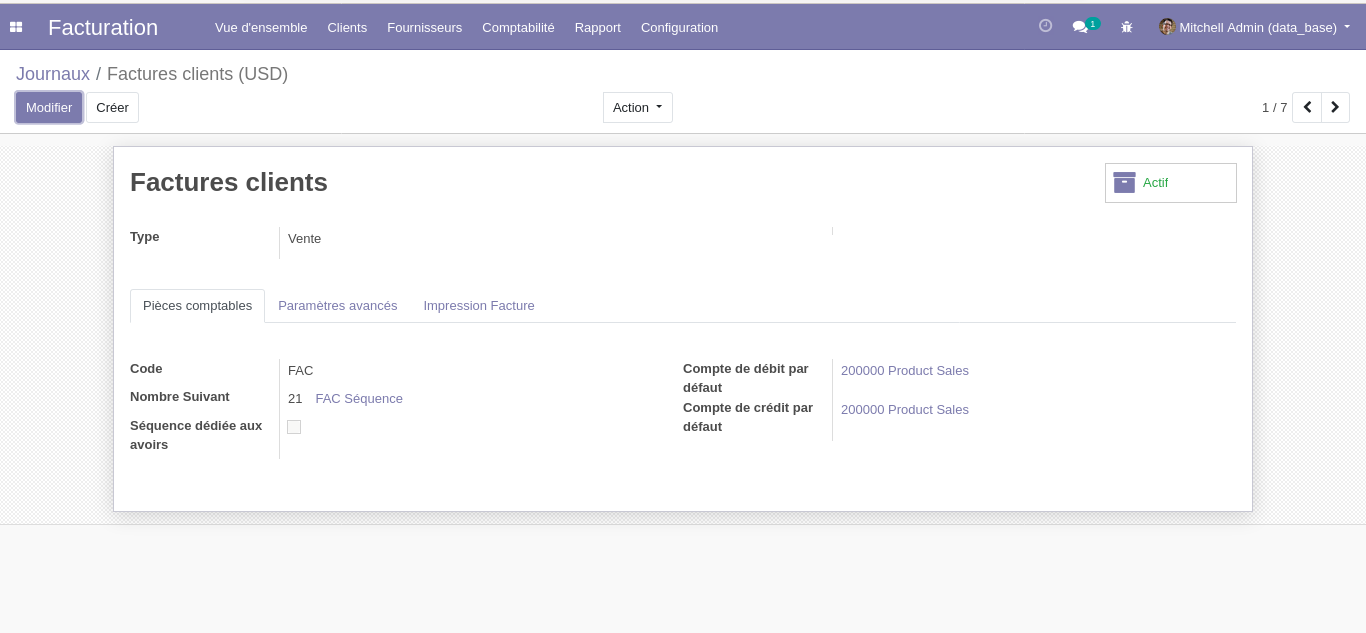 Facturation Vue d'ensemble Clients Fournisseurs Comptabilité Rapport Configuration 1 Mitchell Admin (data_base)
Journaux / Factures clients (USD)
Modifier Créer Action 1 / 7
Factures clients Actif
Type Vente
Pièces comptables Paramètres avancés Impression Facture
Code FAC
Nombre Suivant 21 FAC Séquence
Séquence dédiée aux
avoirs
Compte de débit par
défaut
200000 Product Sales
Compte de crédit par
défaut
200000 Product Sales